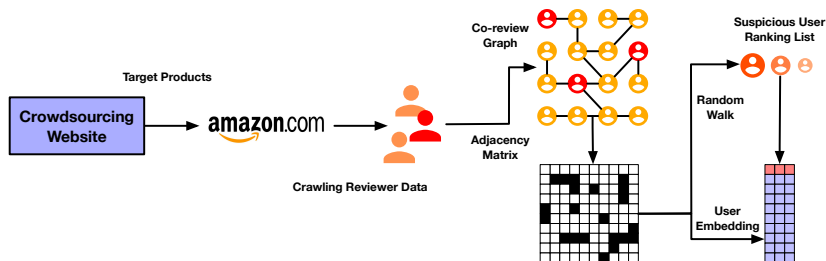 Target Products
Crowdsourcing
Website
amazon.com
Crawling Reviewer Data
Co-review
Graph
Adjacency
Matrix
Suspicious User
Ranking List
Random
Walk
User
Embedding